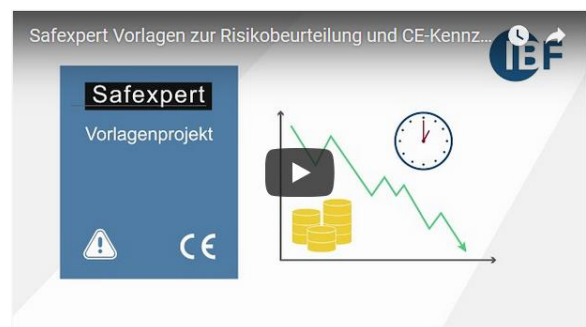 Safexpert Vorlagen zur Risikobeurteilung und CE-Kennz...
IBF
Safexpert
Vorlagenprojekt
CE